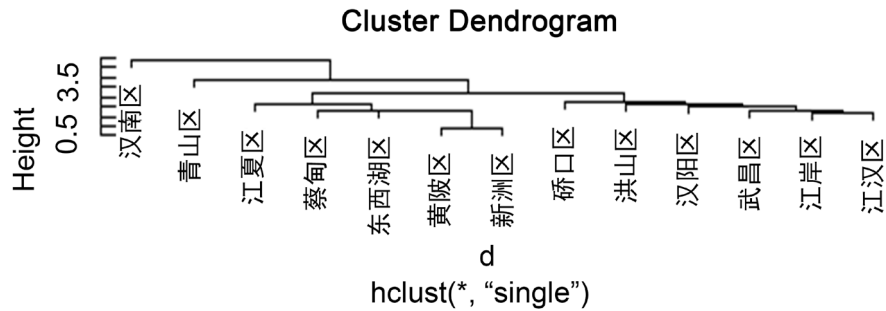 Cluster Dendrogram
Height
3.5
0.5
汉南区
青山区
江夏区
蔡甸区
东西湖区
黄陂区
新洲区
硚口区
洪山区
汉阳区
武昌区
江岸区
江汉区
d
hclust(*, “single”)